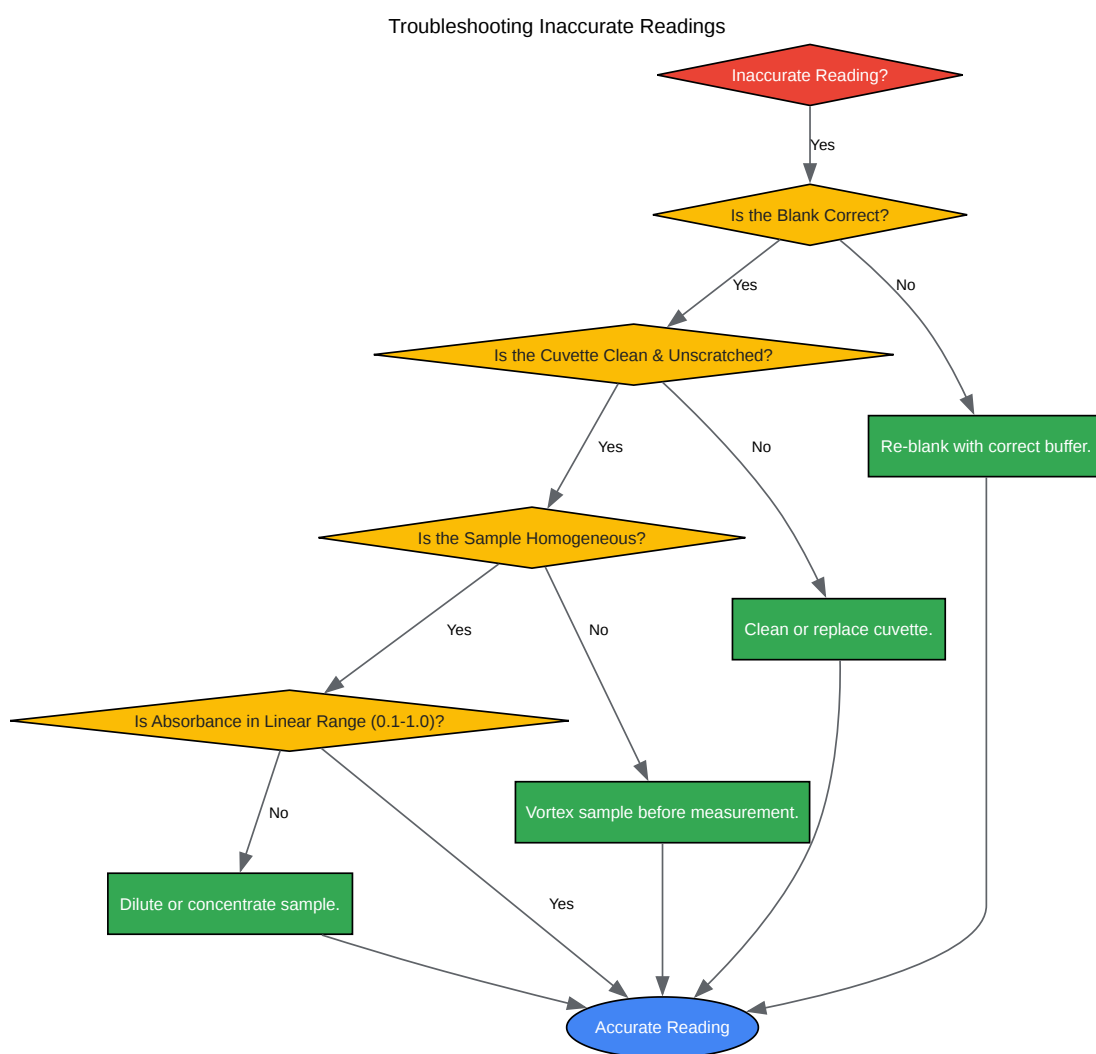 Troubleshooting Inaccurate Readings
Inaccurate Reading?
Yes
Is the Blank Correct?
Yes
No
Is the Cuvette Clean & Unscratched?
Yes
No
Re-blank with correct buffer.
Is the Sample Homogeneous?
Yes
No
Clean or replace cuvette.
Is Absorbance in Linear Range (0.1-1.0)?
No
Vortex sample before measurement.
Dilute or concentrate sample.
Yes
Accurate Reading